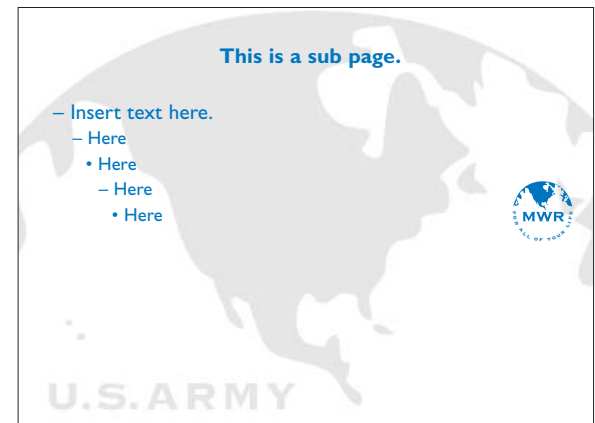 This is a sub page.
– Insert text here.
– Here
• Here
– Here
• Here
MWR
FOR ALL OF YOUR LIFE
U.S.ARMY